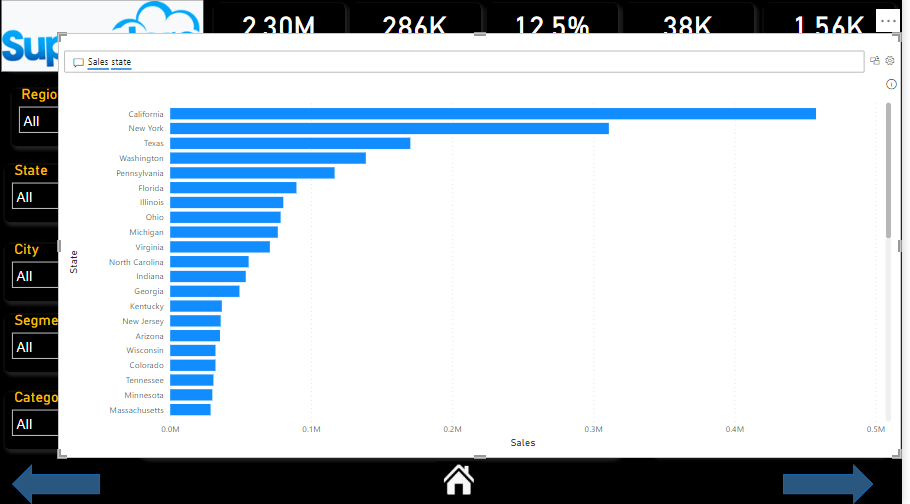 2.30M 286K 12.5% 38K 1.56K
Sup
Sales state
Regio
All
State
All
City
All
Segme
All
Catego
All
State
California
New York
Texas
Washington
Pennsylvania
Florida
Illinois
Ohio
Michigan
Virginia
North Carolina
Indiana
Georgia
Kentucky
New Jersey
Arizona
Wisconsin
Colorado
Tennessee
Minnesota
Massachusetts
0.0M 0.1M 0.2M 0.3M 0.4M 0.5M
Sales